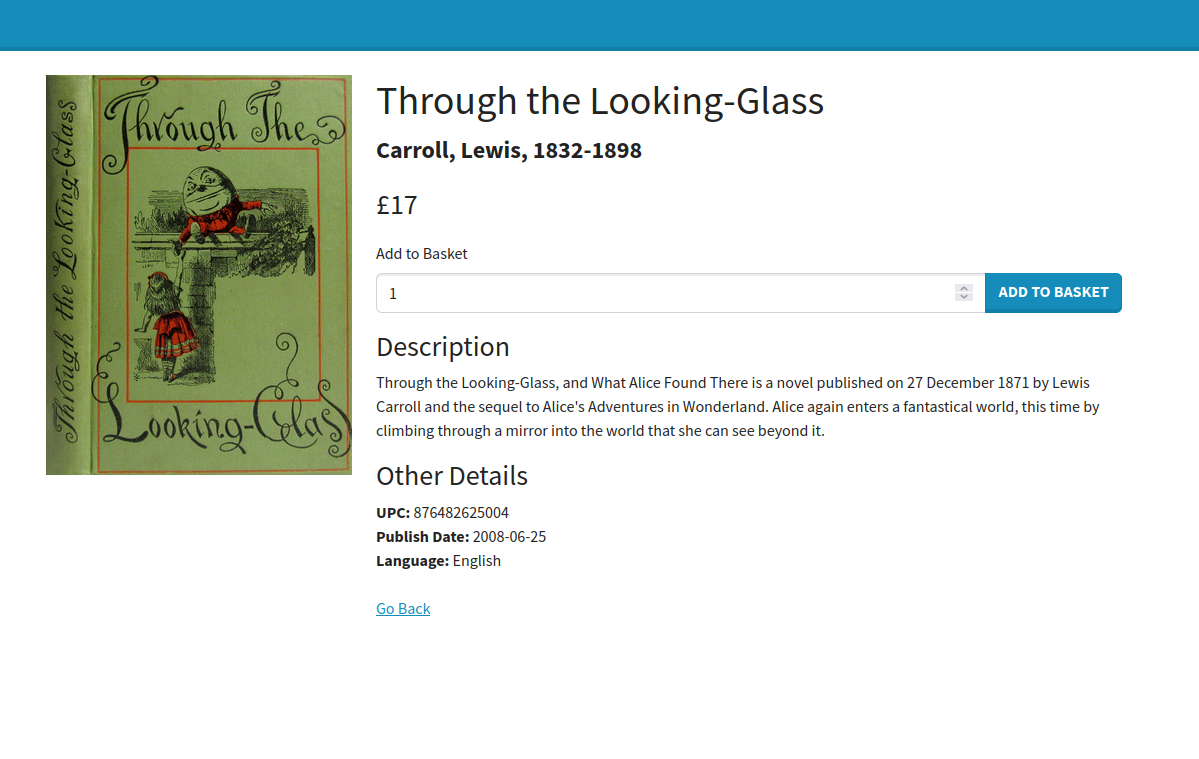 Through the Looking-Glass
Through The
Looking-Glass
Through the Looking-Glass
Carroll, Lewis, 1832-1898
£17
Add to Basket
1
ADD TO BASKET
Description
Through the Looking-Glass, and What Alice Found There is a novel published on 27 December 1871 by Lewis
Carroll and the sequel to Alice's Adventures in Wonderland. Alice again enters a fantastical world, this time by
climbing through a mirror into the world that she can see beyond it.
Other Details
UPC: 876482625004
Publish Date: 2008-06-25
Language: English
Go Back